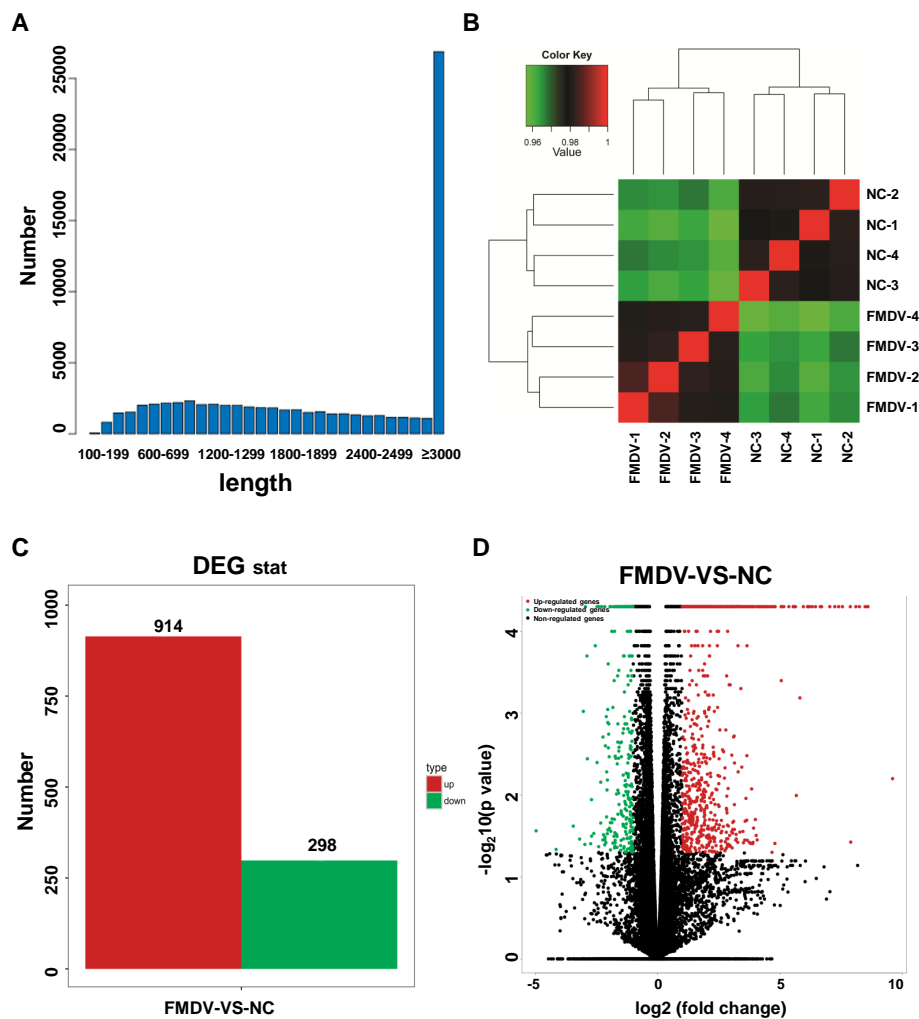 A
25000
20000
15000
10000
5000
0
Number
100-199 600-699 1200-1299 1800-1899 2400-2499 ≥3000
length
B
Color Key
0.96 0.98 1
Value
NC-2
NC-1
NC-4
NC-3
FMDV-4
FMDV-3
FMDV-2
FMDV-1
FMDV-1 FMDV-2 FMDV-3 FMDV-4 NC-3 NC-4 NC-1 NC-2
C
DEG stat
1000
750
500
250
0
Number
914
298
type
up
down
FMDV-VS-NC
D
FMDV-VS-NC
Up-regulated genes
Down-regulated genes
Non-regulated genes
4
3
2
1
0
-log₂10(p value)
-5 0 5 10
log2 (fold change)